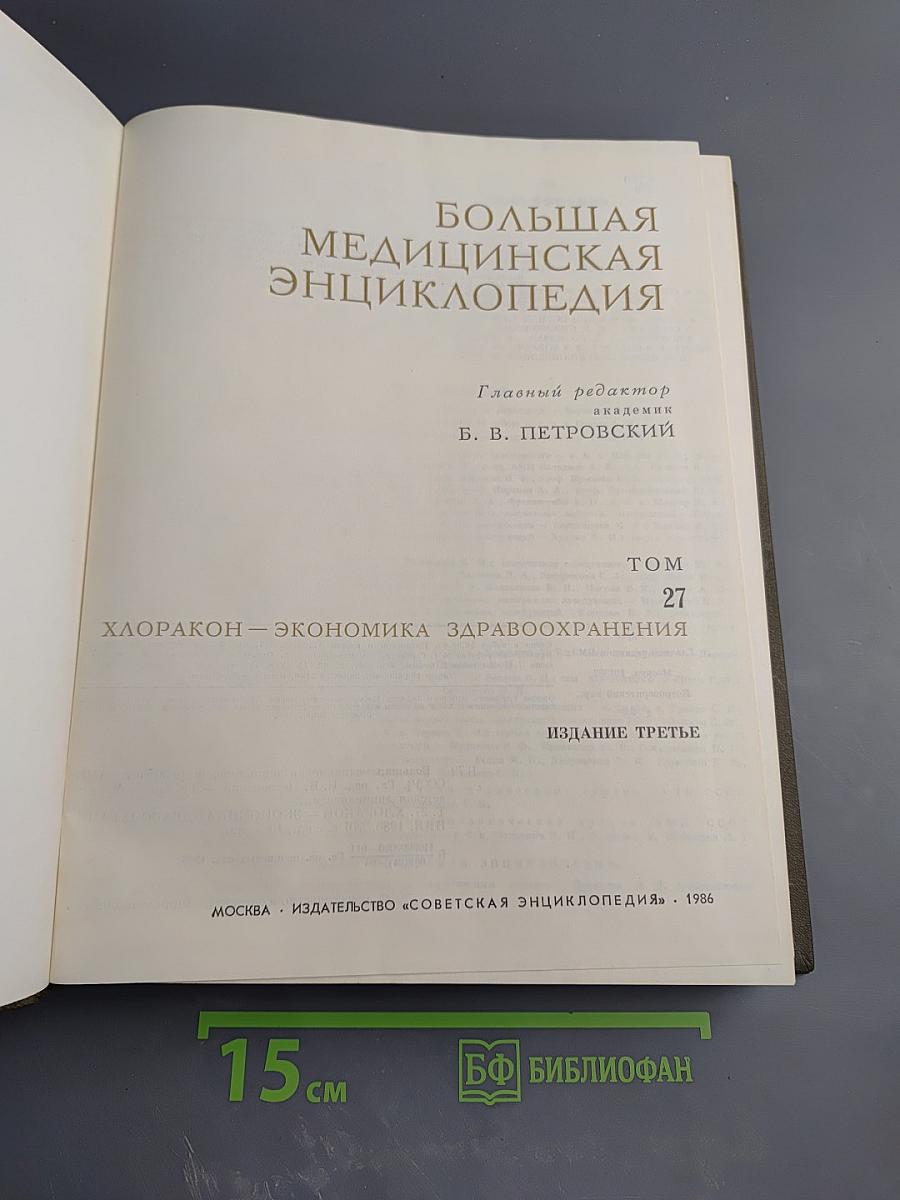 БОЛЬШАЯ
МЕДИЦИНСКАЯ
ЭНЦИКЛОПЕДИЯ
Главный редактор
академик
Б. В. ПЕТРОВСКИЙ
ТОМ
27
ХЛОРАКОН — ЭКОНОМИКА ЗДРАВООХРАНЕНИЯ
ИЗДАНИЕ ТРЕТЬЕ
МОСКВА · ИЗДАТЕЛЬСТВО «СОВЕТСКАЯ ЭНЦИКЛОПЕДИЯ» · 1986
15 см
БФ БИБЛИОФАН